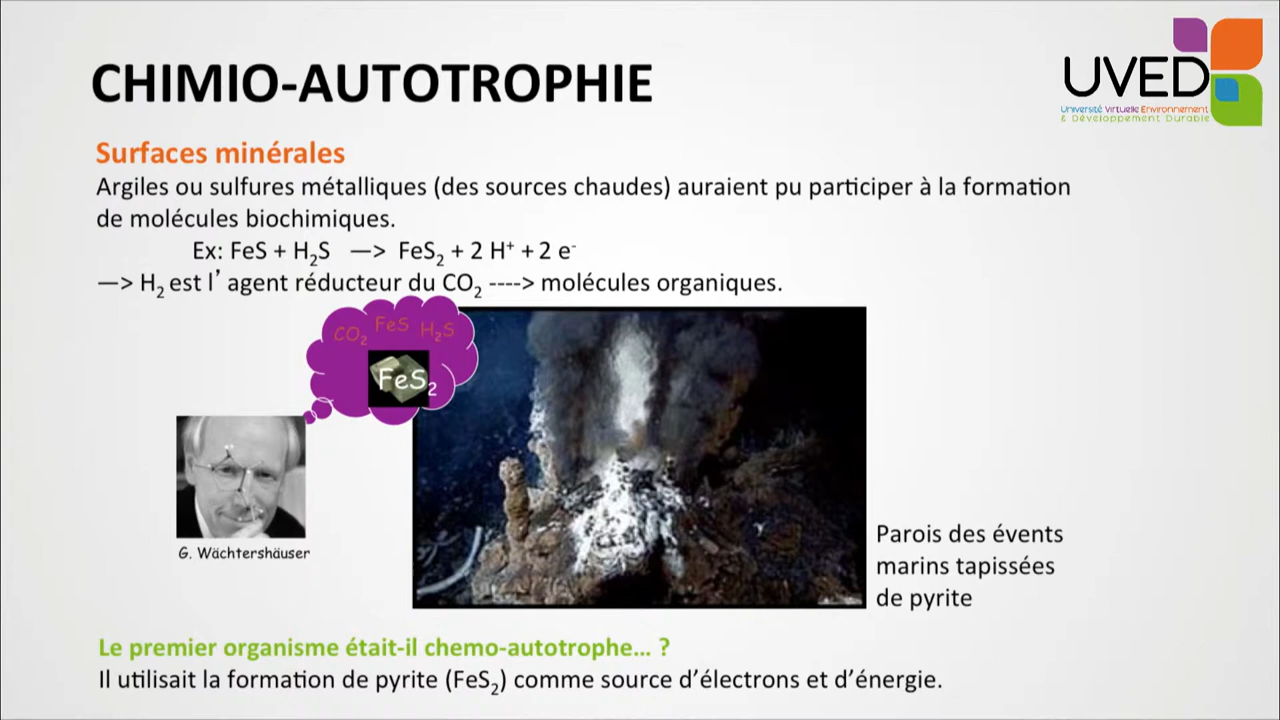 CHIMIO-AUTOTROPHIE
UVED
Université Virtuelle Environnement
& Développement Durable
Surfaces minérales
Argiles ou sulfures métalliques (des sources chaudes) auraient pu participer à la formation
de molécules biochimiques.
Ex: FeS + H₂S —> FeS₂ + 2 H⁺ + 2 e⁻
—> H₂ est l’ agent réducteur du CO₂ ----> molécules organiques.
CO₂ FeS H₂S
FeS₂
G. Wächtershäuser
Parois des évents
marins tapissées
de pyrite
Le premier organisme était-il chemo-autotrophe… ?
Il utilisait la formation de pyrite (FeS₂) comme source d’électrons et d’énergie.